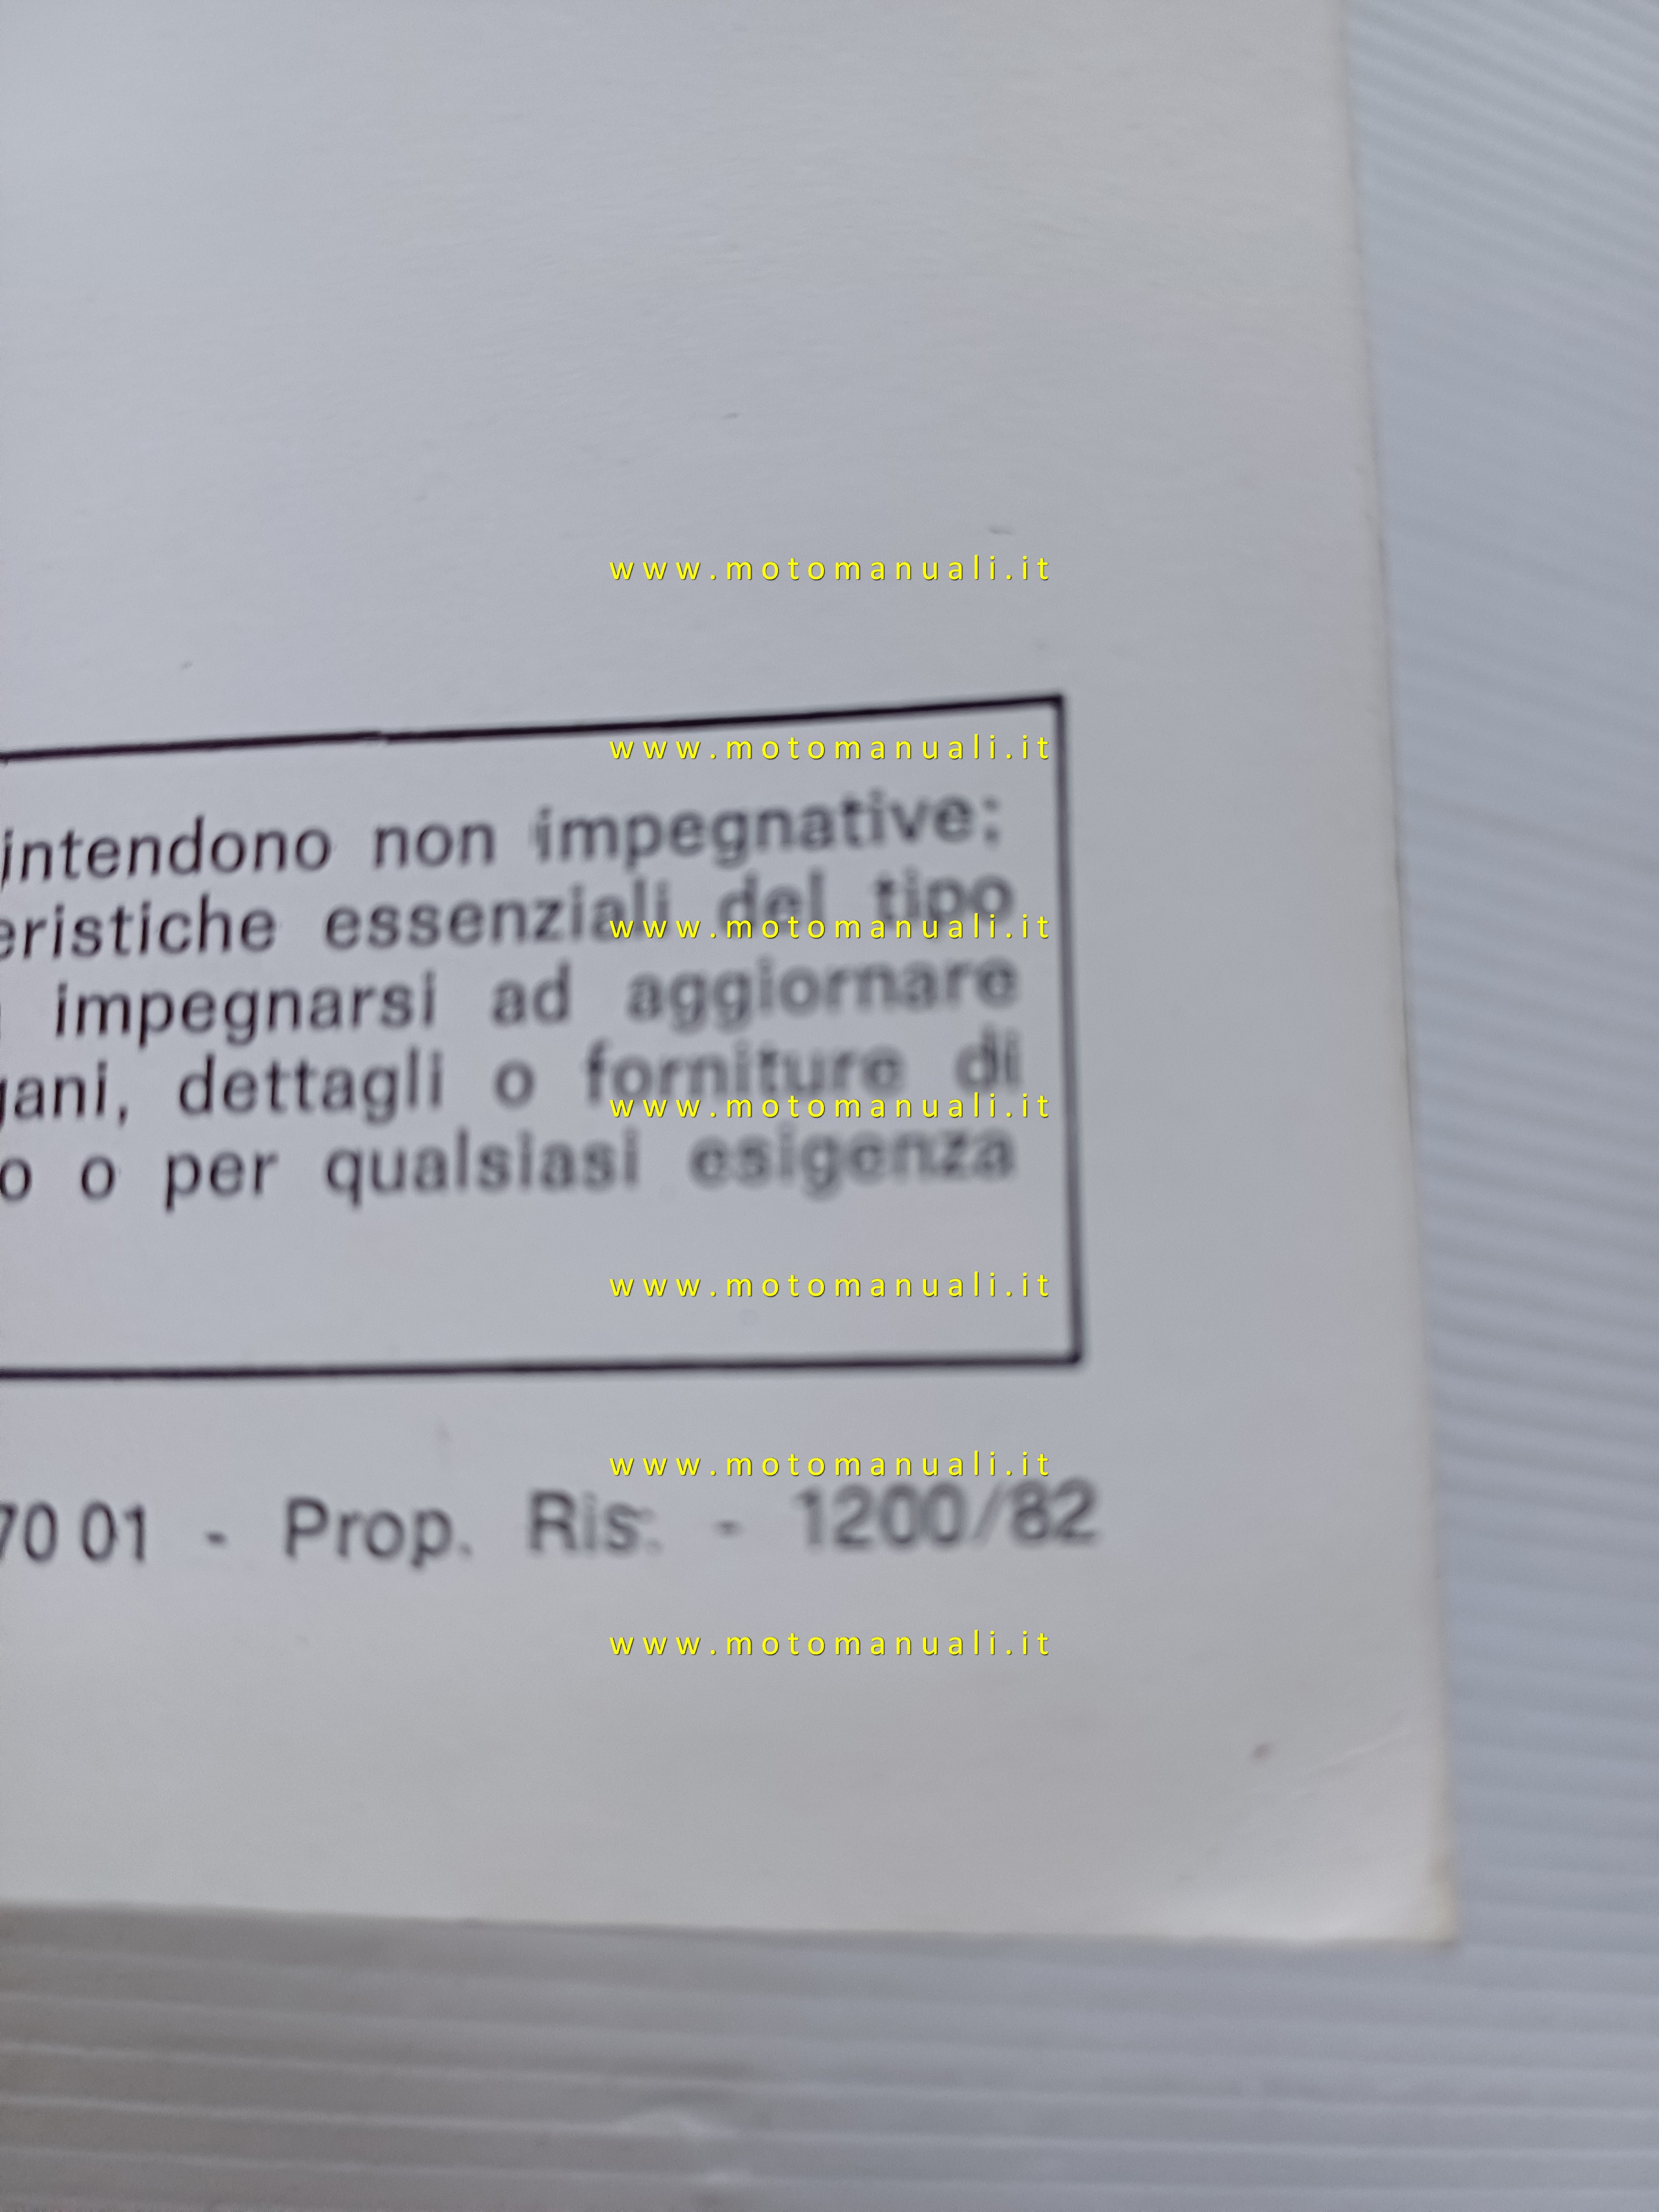 www.motomanuali.it
www.motomanuali.it
intendono non impegnative;
eristiche essenziali del tipo
www.motomanuali.it
impegnarsi ad aggiornare
gani, dettagli o forniture di
www.motomanuali.it
o o per qualsiasi esigenza
www.motomanuali.it
www.motomanuali.it
70 01 - Prop. Ris. - 1200/82
www.motomanuali.it